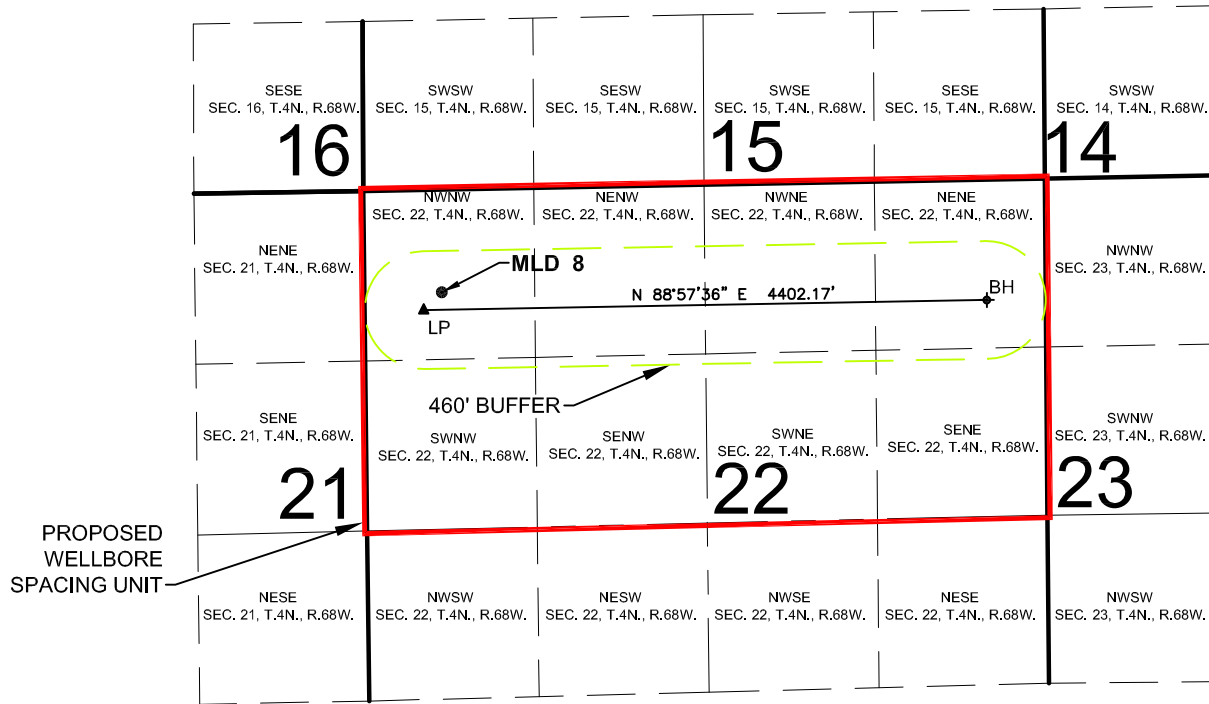 SESE
SEC. 16, T.4N., R.68W.
SWSW
SEC. 15, T.4N., R.68W.
SESW
SEC. 15, T.4N., R.68W.
SWSE
SEC. 15, T.4N., R.68W.
SESE
SEC. 15, T.4N., R.68W.
SWSW
SEC. 14, T.4N., R.68W.
16
15
14
NENE
SEC. 21, T.4N., R.68W.
NWNW
SEC. 22, T.4N., R.68W.
NENW
SEC. 22, T.4N., R.68W.
NWNE
SEC. 22, T.4N., R.68W.
NENE
SEC. 22, T.4N., R.68W.
NWNW
SEC. 23, T.4N., R.68W.
MLD 8
N 88°57'36" E 4402.17'
BH
LP
460' BUFFER
SENE
SEC. 21, T.4N., R.68W.
SWNW
SEC. 22, T.4N., R.68W.
SENW
SEC. 22, T.4N., R.68W.
SWNE
SEC. 22, T.4N., R.68W.
SENE
SEC. 22, T.4N., R.68W.
SWNW
SEC. 23, T.4N., R.68W.
21
22
23
PROPOSED
WELLBORE
SPACING UNIT
NESE
SEC. 21, T.4N., R.68W.
NWSW
SEC. 22, T.4N., R.68W.
NESW
SEC. 22, T.4N., R.68W.
NWSE
SEC. 22, T.4N., R.68W.
NESE
SEC. 22, T.4N., R.68W.
NWSW
SEC. 23, T.4N., R.68W.